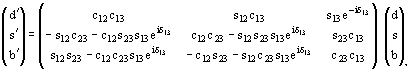 (d′ s′ b′) = ( c₁₂c₁₃ s₁₂c₁₃ s₁₃e^(−iδ₁₃)
− s₁₂c₂₃ − c₁₂s₂₃s₁₃e^(iδ₁₃) c₁₂c₂₃ − s₁₂s₂₃s₁₃e^(iδ₁₃) s₂₃c₁₃
s₁₂s₂₃ − c₁₂c₂₃s₁₃e^(iδ₁₃) − c₁₂s₂₃ − s₁₂c₂₃s₁₃e^(iδ₁₃) c₂₃c₁₃ ) (d s b).